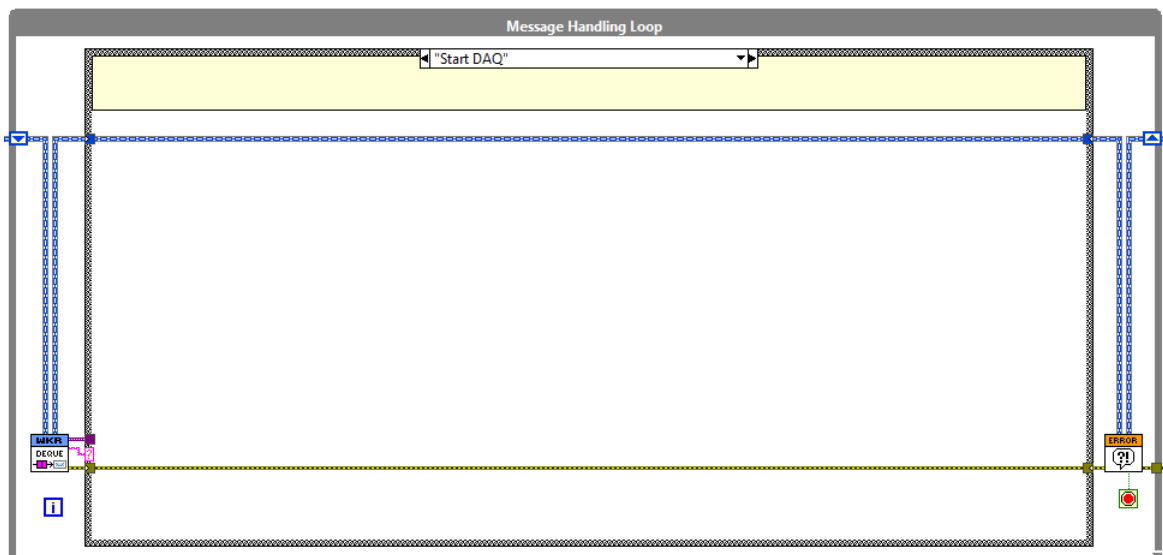 Message Handling Loop
"Start DAQ"
WKR
DEQUE
?
ERROR
?!
i